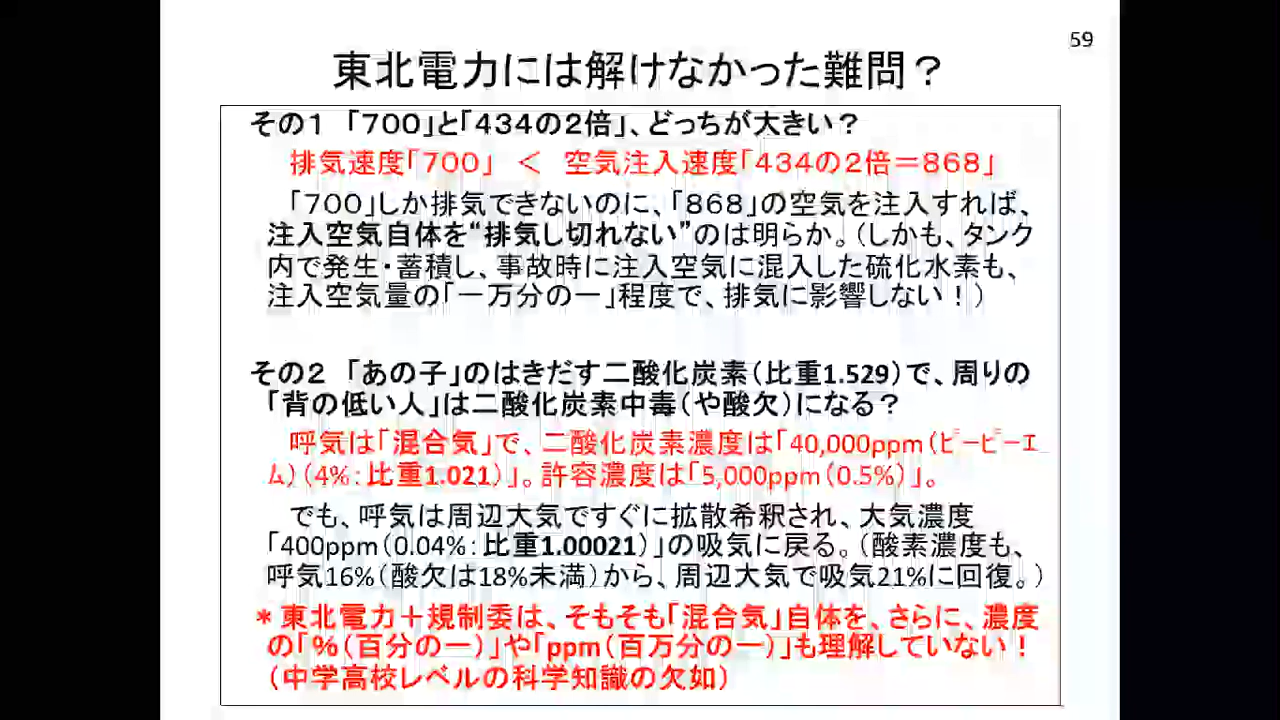 59
東北電力には解けなかった難問？
その１　「７００」と「４３４の２倍」、どっちが大きい？
排気速度「７００」　＜　空気注入速度「４３４の２倍＝８６８」
「７００」しか排気できないのに、「８６８」の空気を注入すれば、
注入空気自体を“排気し切れない”のは明らか。（しかも、タンク
内で発生・蓄積し、事故時に注入空気に混入した硫化水素も、
注入空気量の「一万分の一」程度で、排気に影響しない！）
その２　「あの子」のはきだす二酸化炭素（比重1.529）で、周りの
「背の低い人」は二酸化炭素中毒（や酸欠）になる？
呼気は「混合気」で、二酸化炭素濃度は「40,000ppm（ﾋﾟｰﾋﾟｰｴ
ﾑ）（4%：比重1.021）」。許容濃度は「5,000ppm（0.5%）」。
でも、呼気は周辺大気ですぐに拡散希釈され、大気濃度
「400ppm（0.04%：比重1.00021）」の吸気に戻る。（酸素濃度も、
呼気16%（酸欠は18%未満）から、周辺大気で吸気21%に回復。）
＊東北電力＋規制委は、そもそも「混合気」自体を、さらに、濃度
の「％（百分の一）」や「ppm（百万分の一）」も理解していない！
（中学高校レベルの科学知識の欠如）